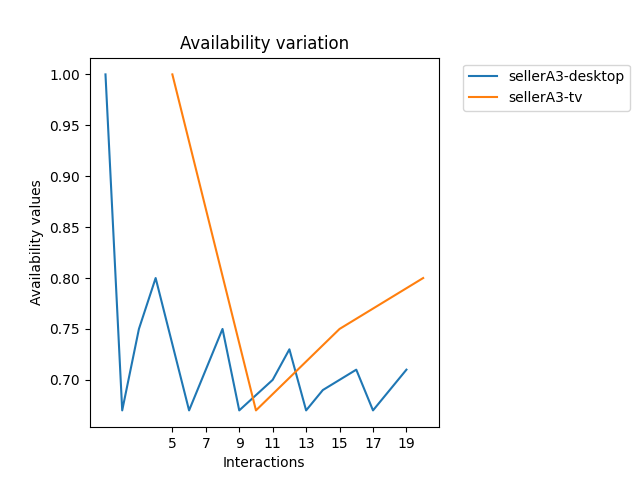 Availability variation
sellerA3-desktop
sellerA3-tv
1.00
0.95
0.90
0.85
0.80
0.75
0.70
Availability values
5 7 9 11 13 15 17 19
Interactions